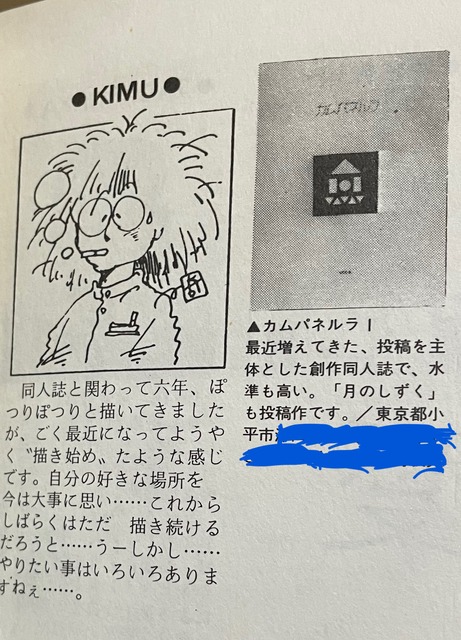 ●KIMU●
同人誌と関わって六年、ぽ
つりぽつりと描いてきました
が、ごく最近になってようや
く〝描き始め〟たような感じ
です。自分の好きな場所を
今は大事に思い……これから
しばらくはただ　描き続ける
だろうと……うーしかし……
やりたい事はいろいろありま
すねぇ……。
カムパネルラ
▲カムパネルラⅠ
最近増えてきた、投稿を主
体とした創作同人誌で、水
準も高い。「月のしずく」
も投稿作です。／東京都小
平市